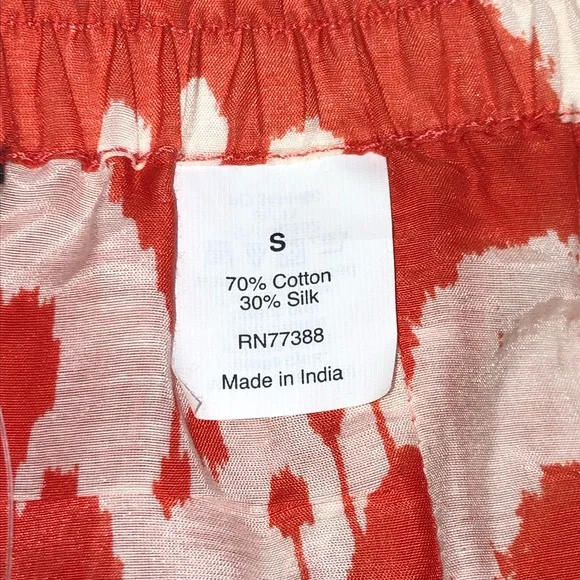 S
70% Cotton
30% Silk
RN77388
Made in India